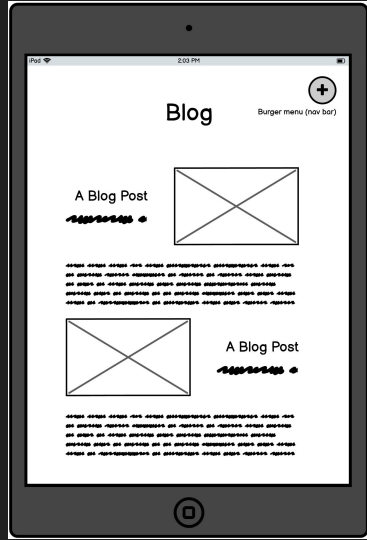 iPad 2:03 PM
Blog
Burger menu (nav bar)
A Blog Post
A Blog Post